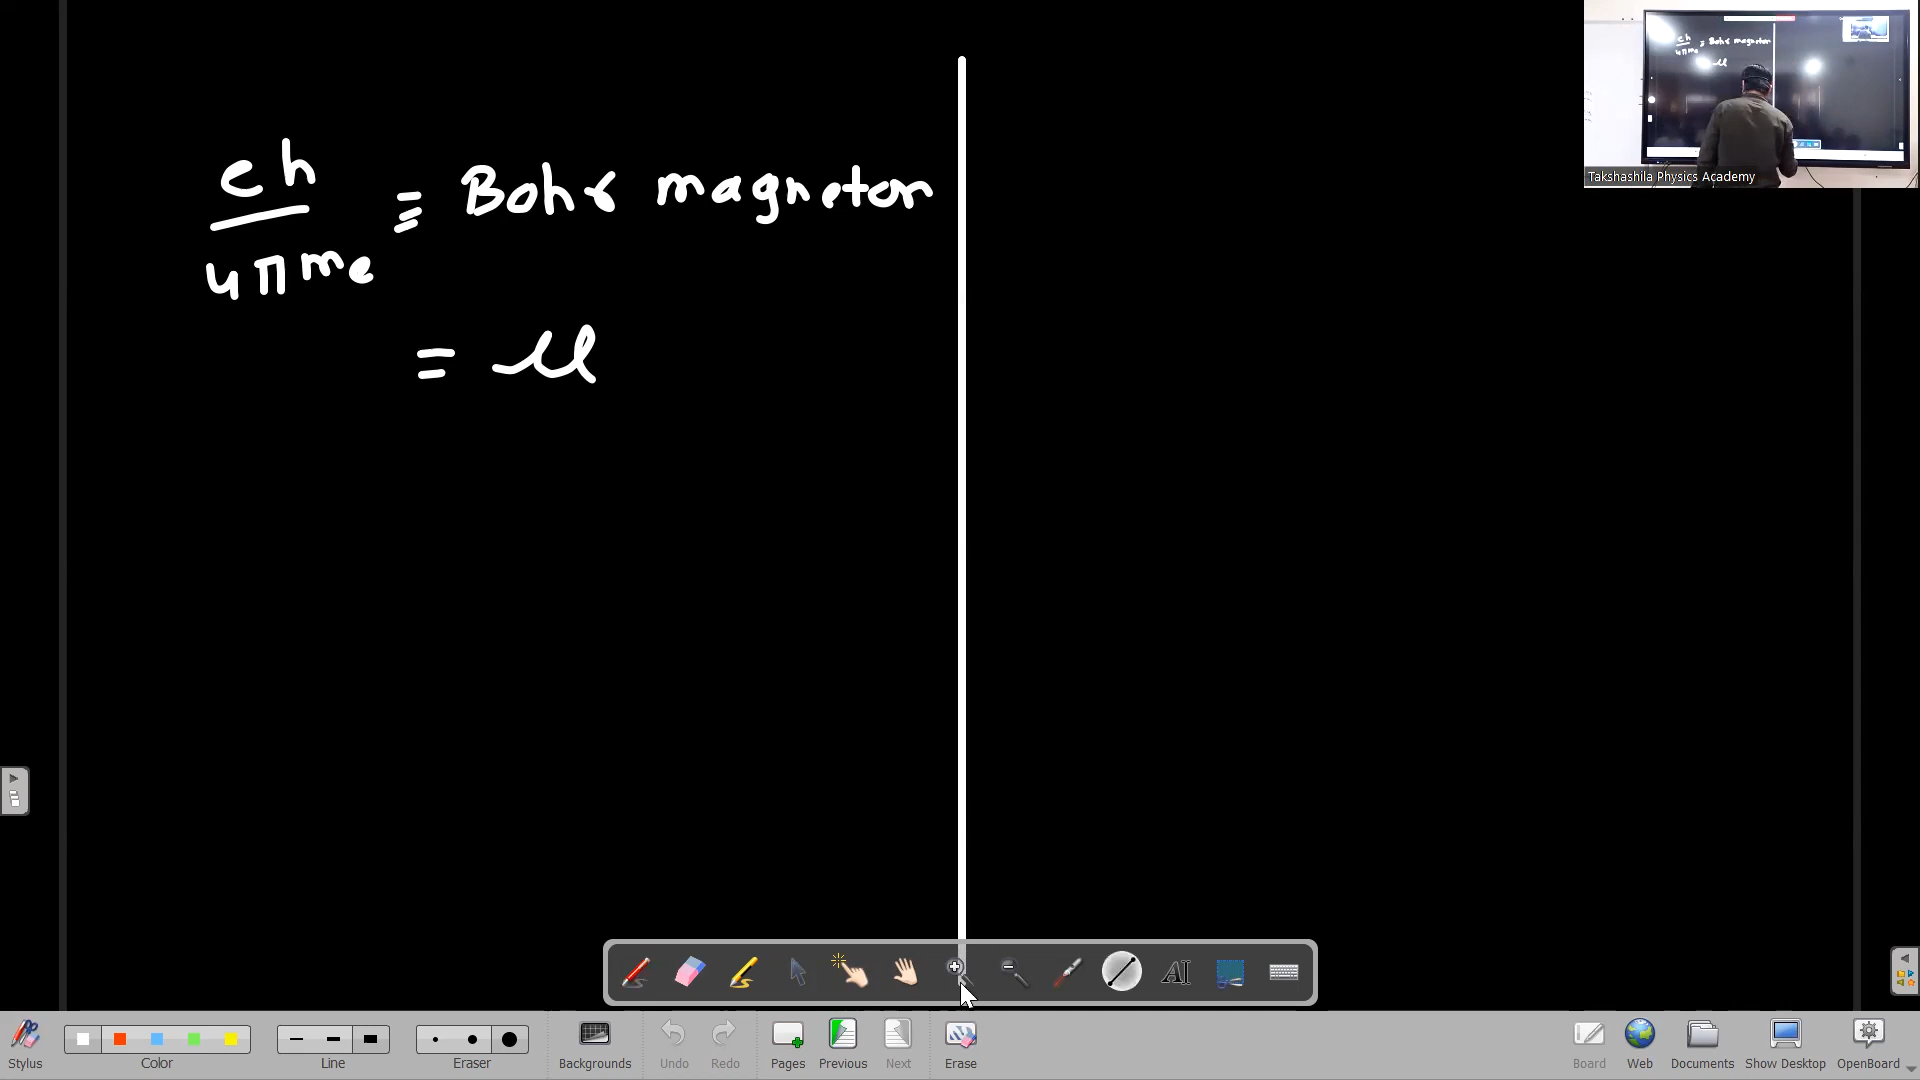 eh
4πme ≡ Bohr magneton
= μ
Takshashila Physics Academy
AI
Stylus
Color
Line
Eraser
Backgrounds
Undo
Redo
Pages
Previous
Next
Erase
Board
Web
Documents
Show Desktop
OpenBoard